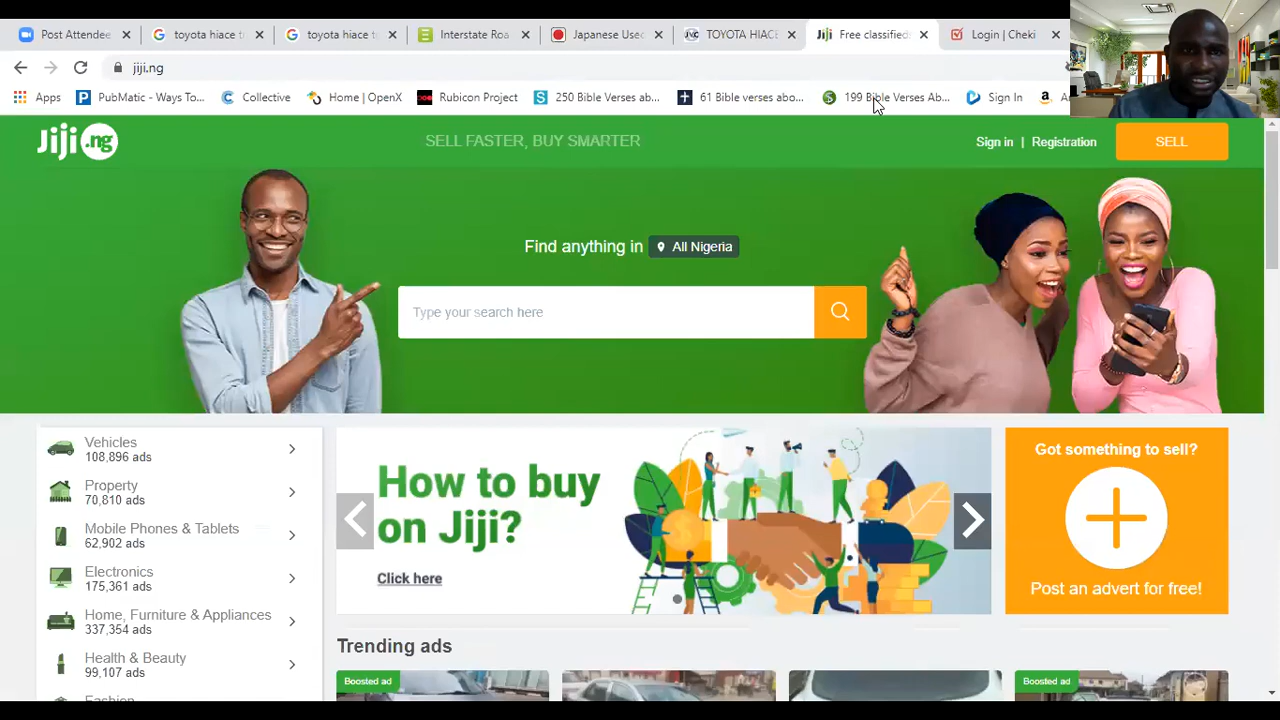 Post Attendee
toyota hiace t
toyota hiace t
Interstate Roa
Japanese Used
TOYOTA HIACE
Jiji Free classifieds
Login | Cheki
jiji.ng
Apps
PubMatic - Ways To...
Collective
Home | OpenX
Rubicon Project
250 Bible Verses abo...
61 Bible verses abo...
199 Bible Verses Ab...
Sign In
Jiji .ng
SELL FASTER, BUY SMARTER
Sign in | Registration
SELL
Find anything in All Nigeria
Type your search here
Vehicles
108,896 ads
Property
70,810 ads
Mobile Phones & Tablets
62,902 ads
Electronics
175,361 ads
Home, Furniture & Appliances
337,354 ads
Health & Beauty
99,107 ads
Fashion
How to buy
on Jiji?
Click here
Got something to sell?
Post an advert for free!
Trending ads
Boosted ad
Boosted ad